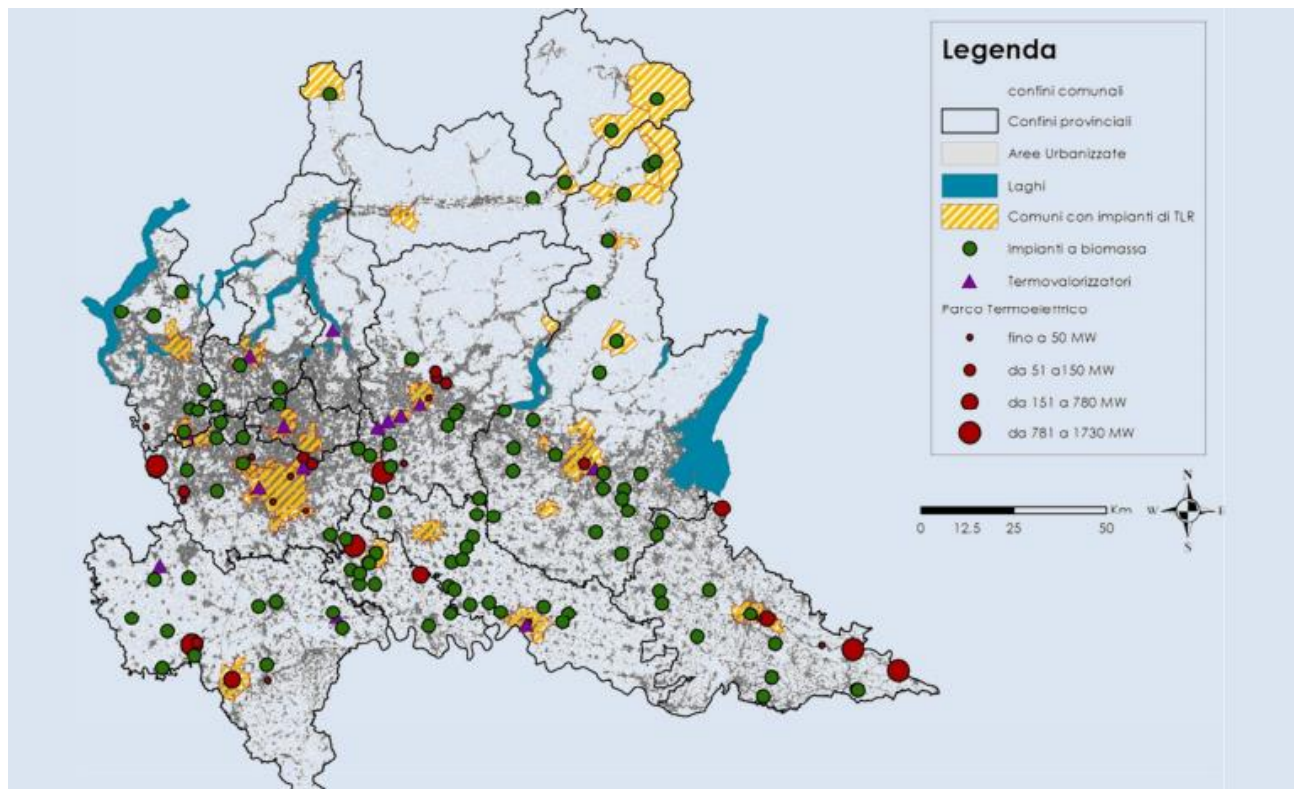 Legenda
confini comunali
Confini provinciali
Aree Urbanizzate
Laghi
Comuni con impianti di TLR
Impianti a biomassa
Termovalorizzatori
Parco Termoelettrico
fino a 50 MW
da 51 a150 MW
da 151 a 780 MW
da 781 a 1730 MW
Km
0 12.5 25 50
N
W E
S